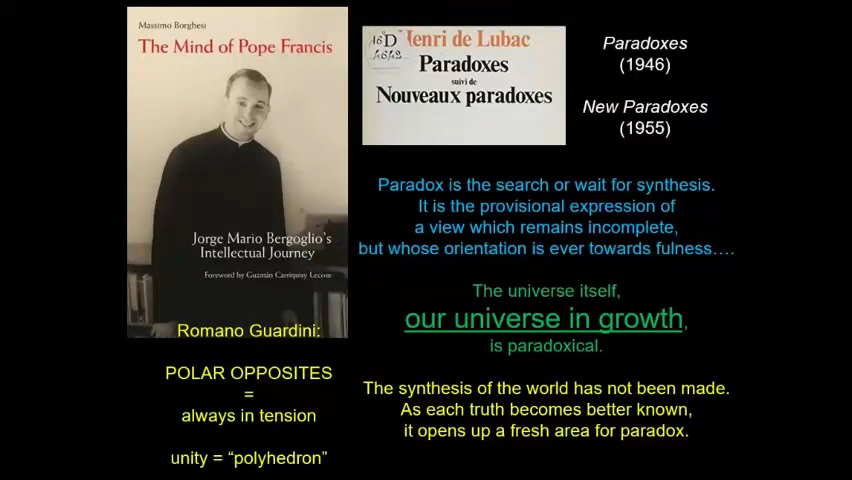 Massimo Borghesi
The Mind of Pope Francis
Jorge Mario Bergoglio's
Intellectual Journey
Foreword by Guzmán Carriquiry Lecour
Romano Guardini:
POLAR OPPOSITES
=
always in tension
unity = “polyhedron”
16° D
Henri de Lubac
Paradoxes
suivi de
Nouveaux paradoxes
Paradoxes
(1946)
New Paradoxes
(1955)
Paradox is the search or wait for synthesis.
It is the provisional expression of
a view which remains incomplete,
but whose orientation is ever towards fulness….
The universe itself,
our universe in growth,
is paradoxical.
The synthesis of the world has not been made.
As each truth becomes better known,
it opens up a fresh area for paradox.